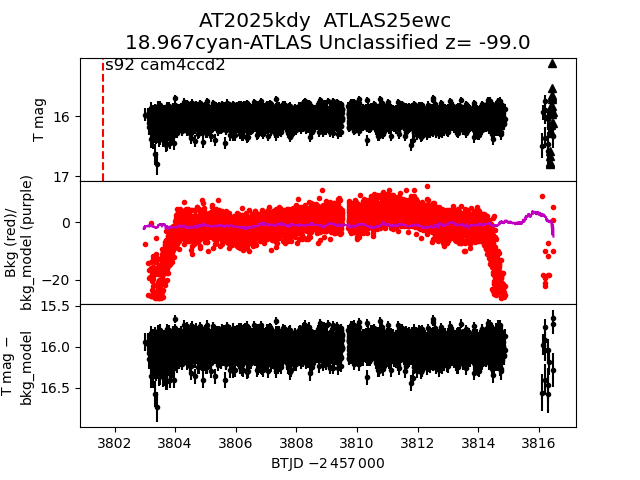 AT2025kdy  ATLAS25ewc
18.967cyan-ATLAS Unclassified z= -99.0
s92 cam4ccd2
T mag
16
17
Bkg (red)/
bkg_model (purple)
0
−20
T mag −
bkg_model
15.5
16.0
16.5
3802 3804 3806 3808 3810 3812 3814 3816
BTJD −2 457 000